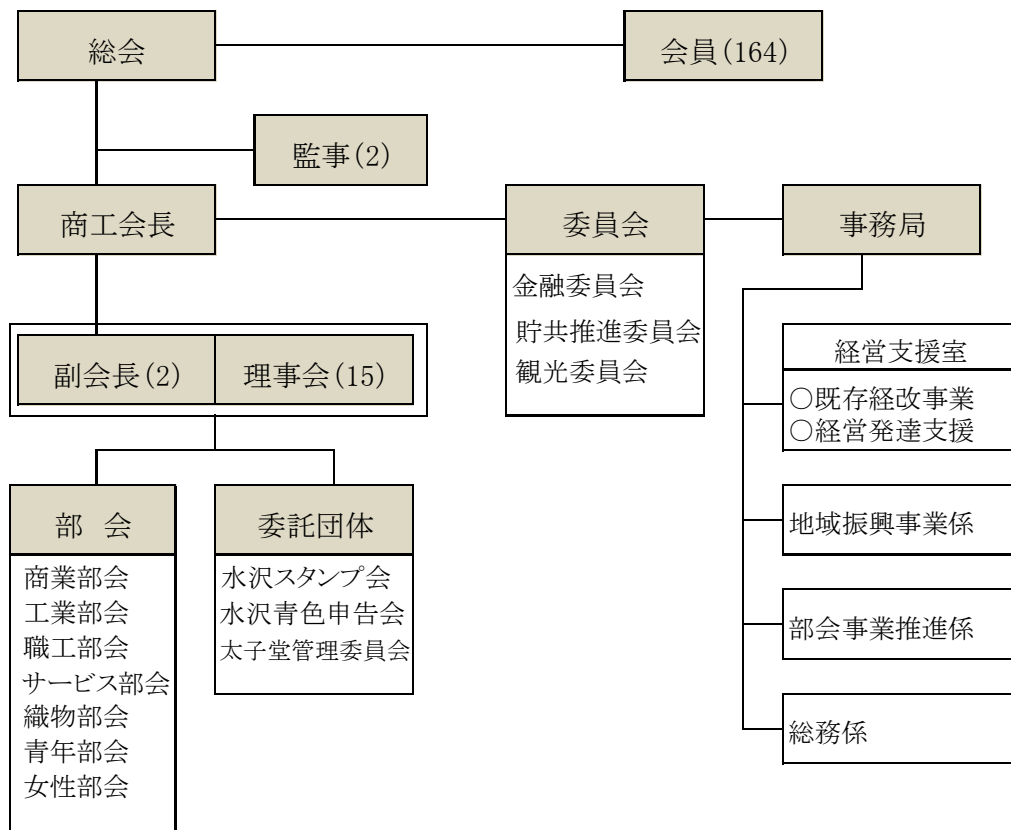 総会
会員(164)
監事(2)
商工会長
委員会
事務局
金融委員会
貯共推進委員会
観光委員会
副会長(2)
理事会(15)
経営支援室
○既存経改事業
○経営発達支援
部 会
商業部会
工業部会
職工部会
サービス部会
織物部会
青年部会
女性部会
委託団体
水沢スタンプ会
水沢青色申告会
太子堂管理委員会
地域振興事業係
部会事業推進係
総務係